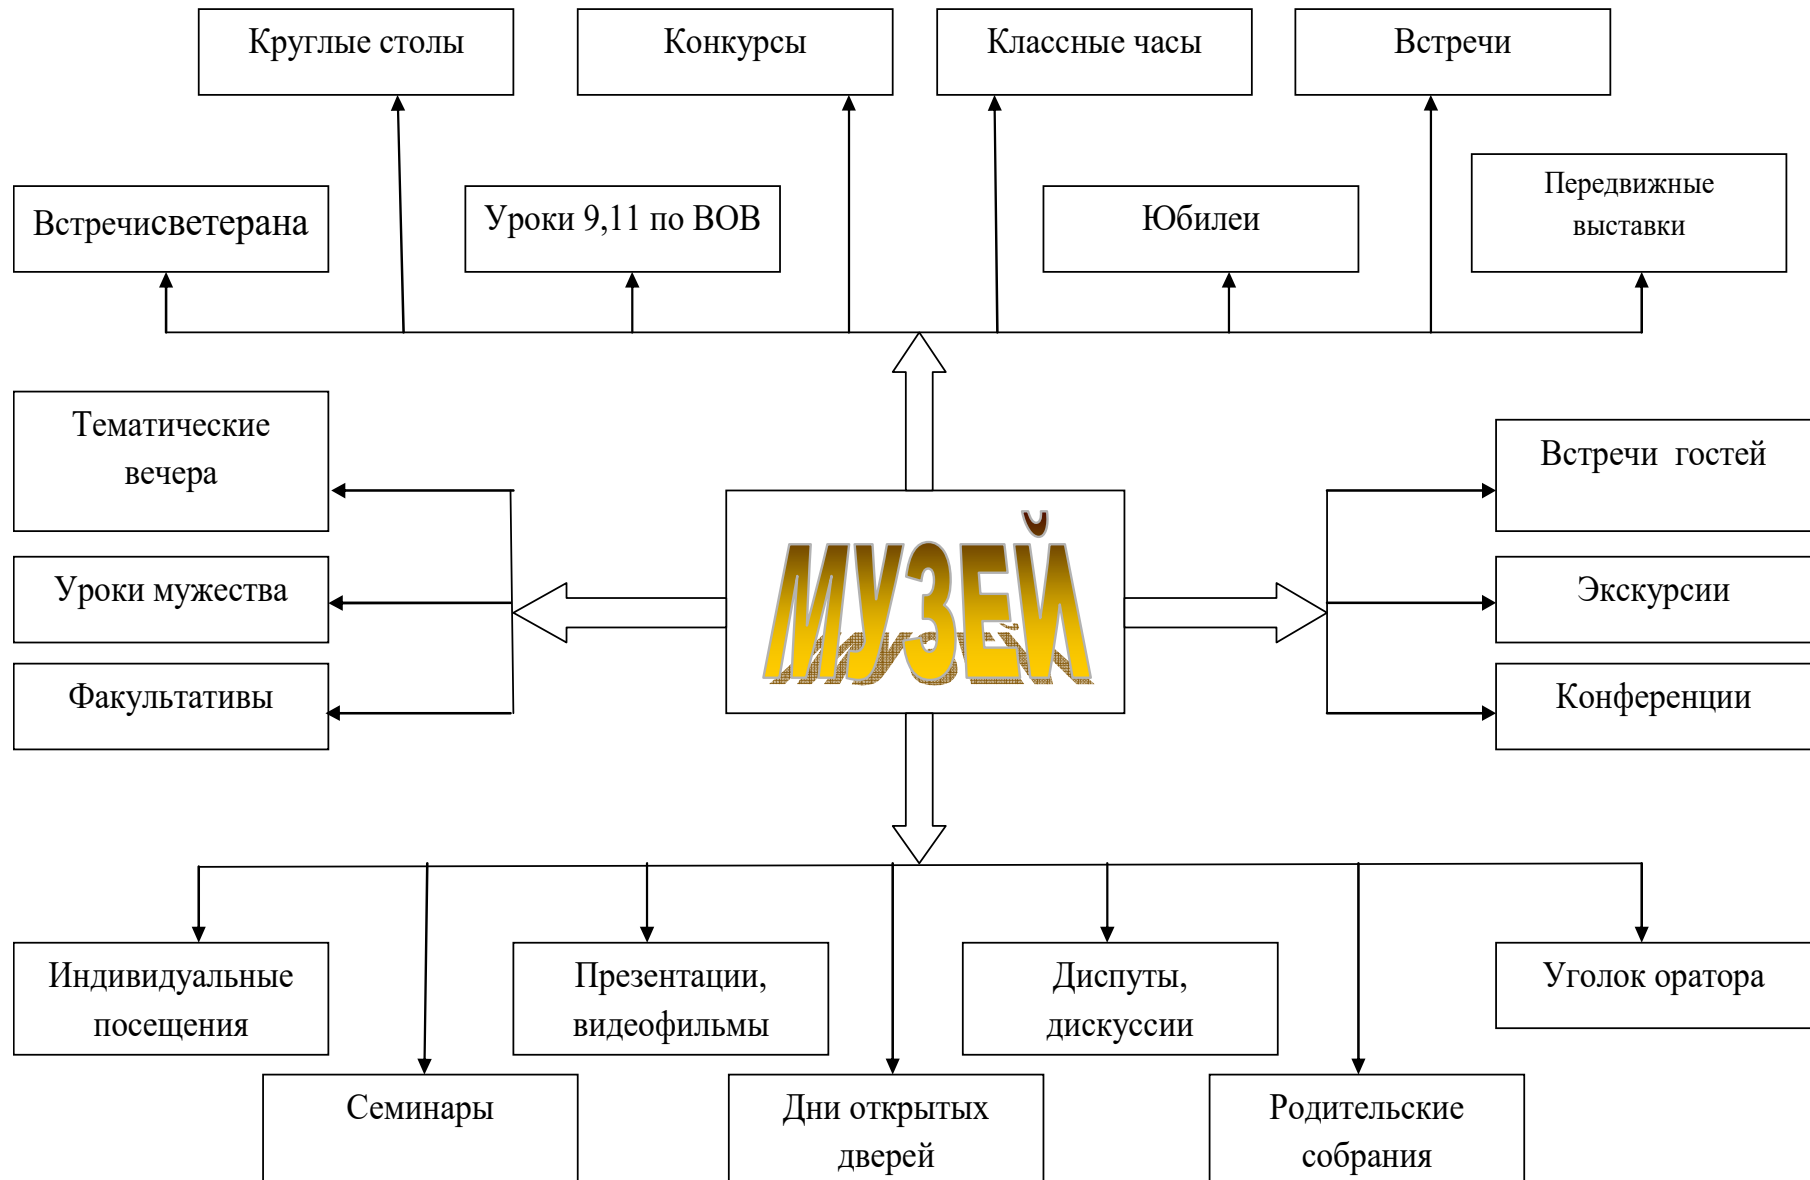 Круглые столы
Конкурсы
Классные часы
Встречи
Встречисветерана
Уроки 9,11 по ВОВ
Юбилеи
Передвижные
выставки
Тематические
вечера
Встречи гостей
МУЗЕЙ
Уроки мужества
Экскурсии
Факультативы
Конференции
Индивидуальные
посещения
Презентации,
видеофильмы
Диспуты,
дискуссии
Уголок оратора
Семинары
Дни открытых
дверей
Родительские
собрания